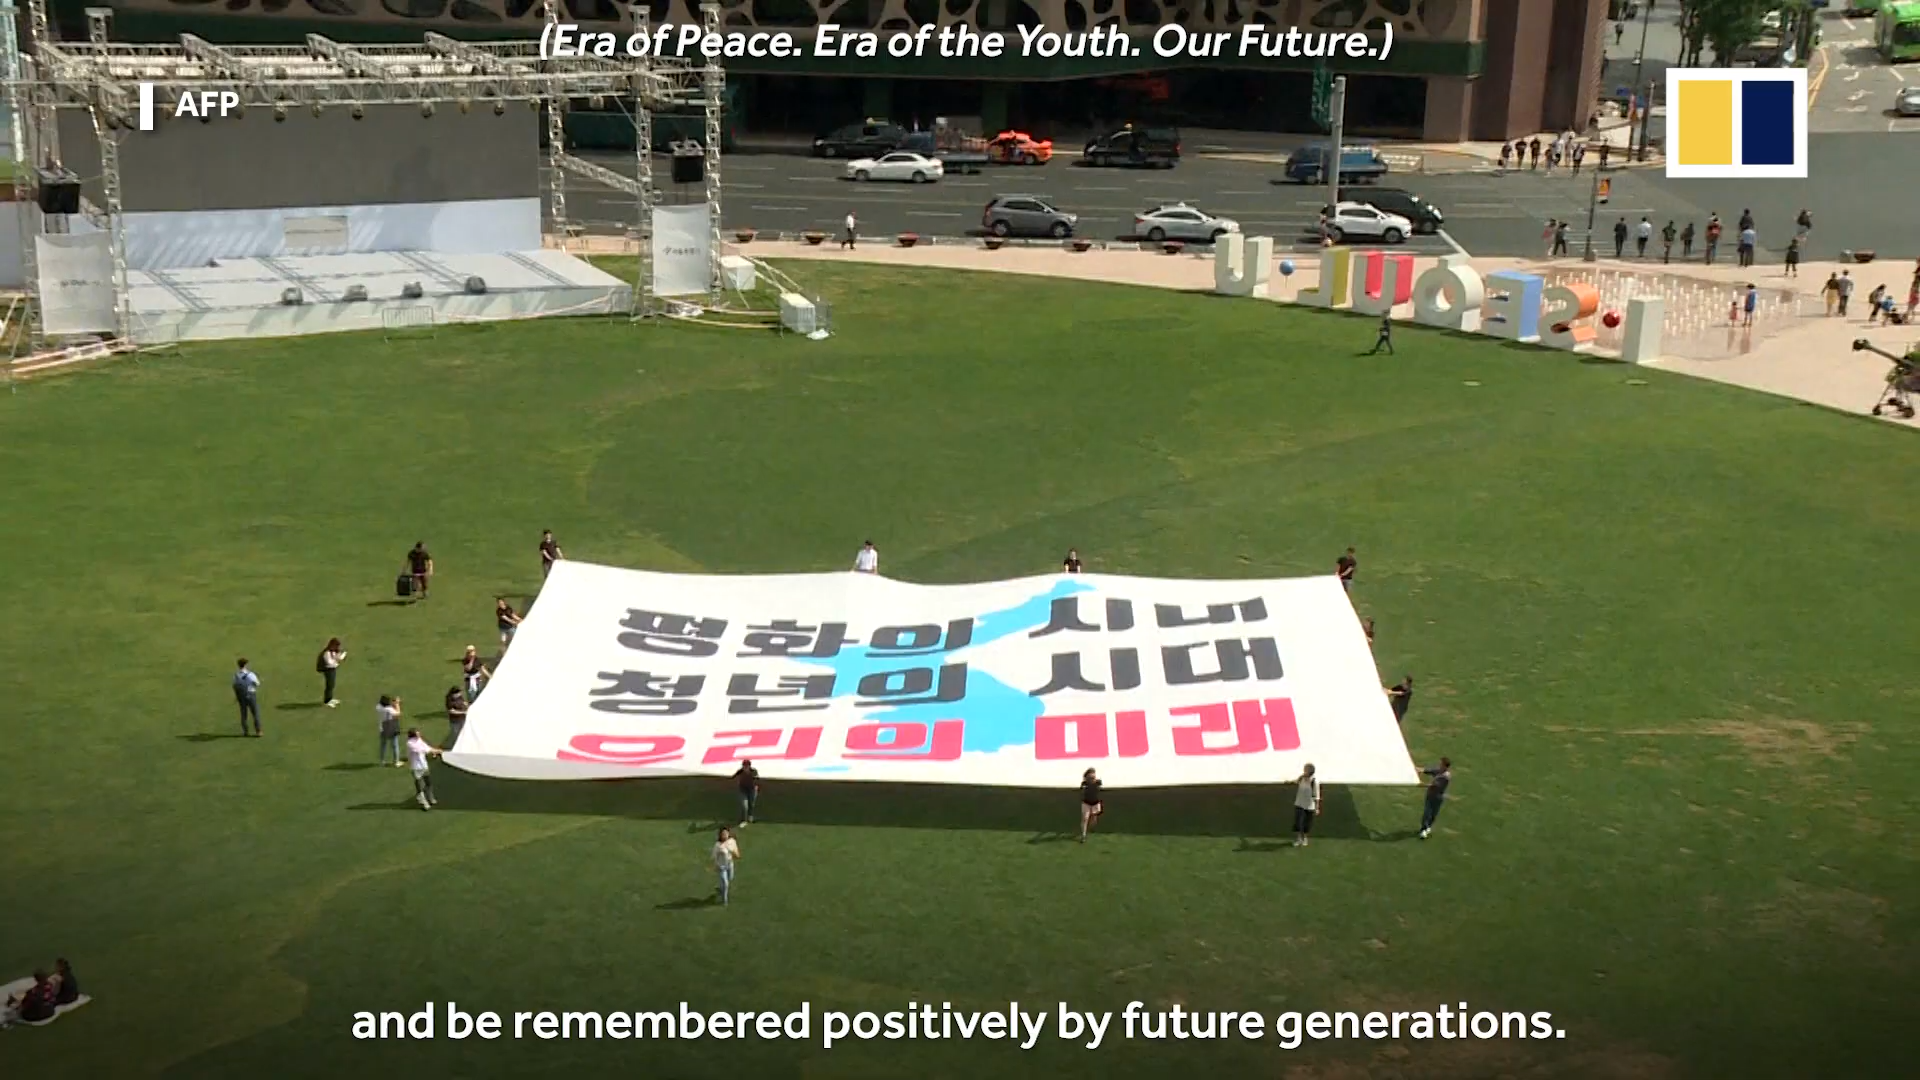 (Era of Peace. Era of the Youth. Our Future.)
AFP
I.SEOUL.U
평화의 시대
청년의 시대
우리의 미래
and be remembered positively by future generations.